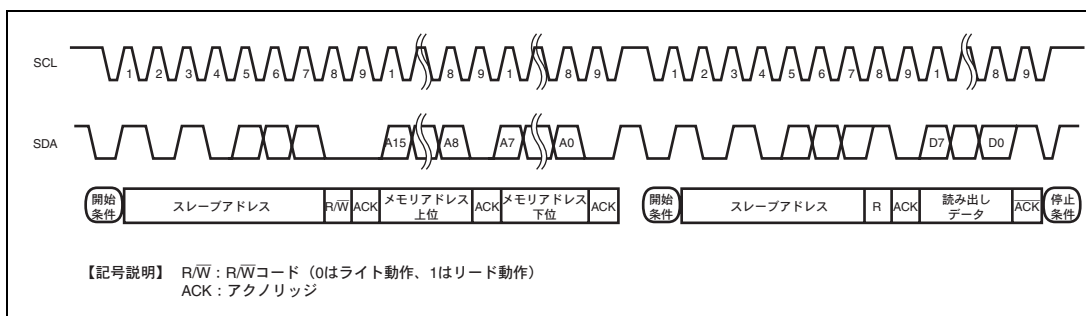 SCL
1 2 3 4 5 6 7 8 9 1 8 9 1 8 9 1 2 3 4 5 6 7 8 9 1 8 9
SDA
A15 A8 A7 A0 D7 D0
開始
条件
スレーブアドレス
R/W̅
ACK
メモリアドレス
上位
ACK
メモリアドレス
下位
ACK
開始
条件
スレーブアドレス
R
ACK
読み出し
データ
A̅C̅K̅
停止
条件
【記号説明】 R/W̅:R/W̅コード(0はライト動作、1はリード動作)
ACK:アクノリッジ